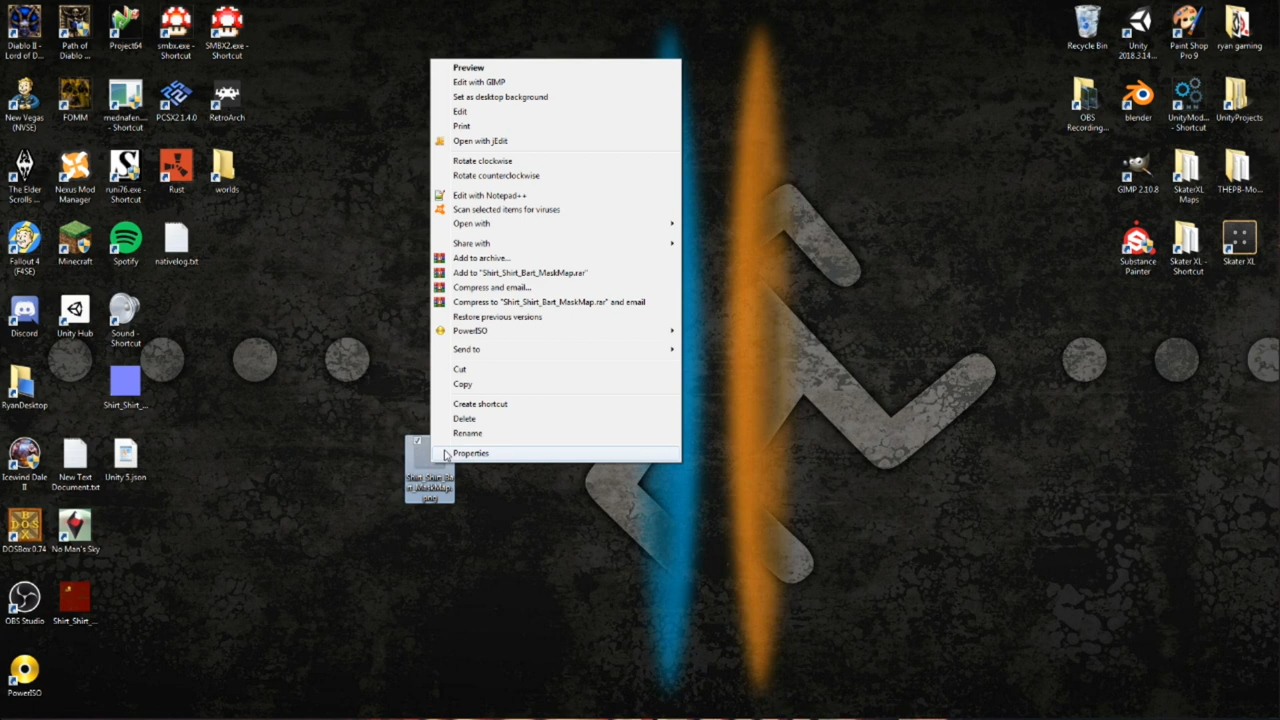 Diablo II -
Lord of D...
Path of
Diablo ...
Project64
smbx.exe -
Shortcut
SMBX2.exe -
Shortcut
New Vegas
(NVSE)
FOMM
mednafen....
- Shortcut
PCSX2 1.4.0
RetroArch
The Elder
Scrolls ...
Nexus Mod
Manager
runi76.exe -
Shortcut
Rust
worlds
Fallout 4
(F4SE)
Minecraft
Spotify
nativelog.txt
Discord
Unity Hub
Sound -
Shortcut
RyanDesktop
Shirt_Shirt_...
Icewind Dale
II
New Text
Document.txt
Unity 5.json
DOSBox 0.74
No Man's Sky
OBS Studio
Shirt_Shirt_...
PowerISO
Preview
Edit with GIMP
Set as desktop background
Edit
Print
Open with jEdit
Rotate clockwise
Rotate counterclockwise
Edit with Notepad++
Scan selected items for viruses
Open with
Share with
Add to archive...
Add to "Shirt_Shirt_Bart_MaskMap.rar"
Compress and email...
Compress to "Shirt_Shirt_Bart_MaskMap.rar" and email
Restore previous versions
PowerISO
Send to
Cut
Copy
Create shortcut
Delete
Rename
Properties
Shirt_Shirt_Ba
rt_MaskMap.
png
Recycle Bin
Unity
2018.3.14...
Paint Shop
Pro 9
ryan gaming
OBS
Recording...
blender
UnityMod...
- Shortcut
UnityProjects
GIMP 2.10.8
SkaterXL
Maps
THEPB-Mo...
Substance
Painter
Skater XL -
Shortcut
Skater XL